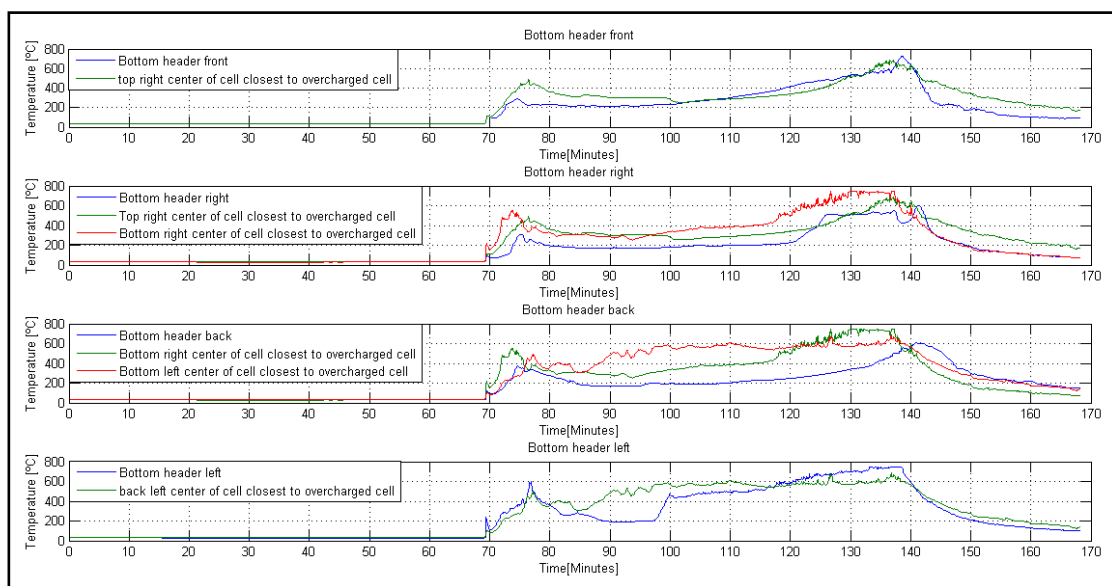 Bottom header front
Temperature [ºC]
800
600
400
200
0
Bottom header front
top right center of cell closest to overcharged cell
0 10 20 30 40 50 60 70 80 90 100 110 120 130 140 150 160 170
Time[Minutes]
Bottom header right
Temperature [ºC]
800
600
400
200
0
Bottom header right
Top right center of cell closest to overcharged cell
Bottom right center of cell closest to overcharged cell
0 10 20 30 40 50 60 70 80 90 100 110 120 130 140 150 160 170
Time[Minutes]
Bottom header back
Temperature [ºC]
800
600
400
200
0
Bottom header back
Bottom right center of cell closest to overcharged cell
Bottom left center of cell closest to overcharged cell
0 10 20 30 40 50 60 70 80 90 100 110 120 130 140 150 160 170
Time[Minutes]
Bottom header left
Temperature [ºC]
800
600
400
200
0
Bottom header left
back left center of cell closest to overcharged cell
0 10 20 30 40 50 60 70 80 90 100 110 120 130 140 150 160 170
Time[Minutes]